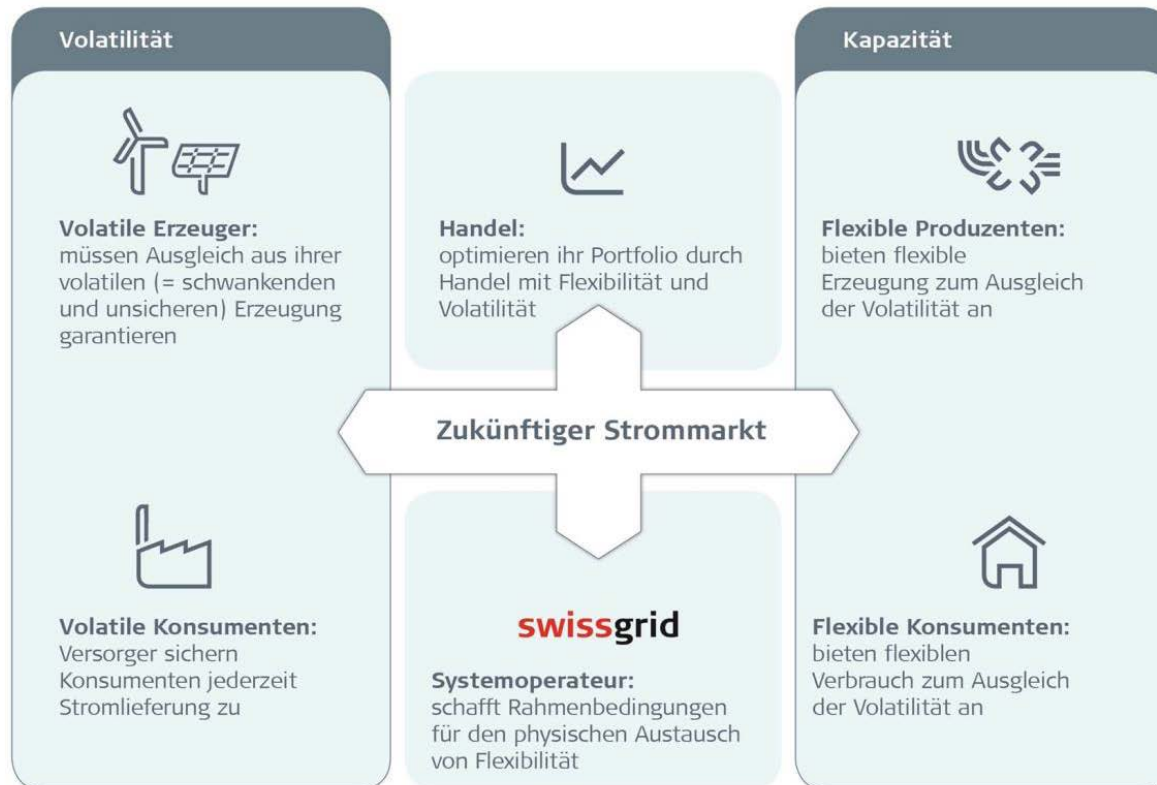 Volatilität
Volatile Erzeuger:
müssen Ausgleich aus ihrer
volatilen (= schwankenden
und unsicheren) Erzeugung
garantieren
Volatile Konsumenten:
Versorger sichern
Konsumenten jederzeit
Stromlieferung zu
Handel:
optimieren ihr Portfolio durch
Handel mit Flexibilität und
Volatilität
Zukünftiger Strommarkt
swissgrid
Systemoperateur:
schafft Rahmenbedingungen
für den physischen Austausch
von Flexibilität
Kapazität
Flexible Produzenten:
bieten flexible
Erzeugung zum Ausgleich
der Volatilität an
Flexible Konsumenten:
bieten flexiblen
Verbrauch zum Ausgleich
der Volatilität an